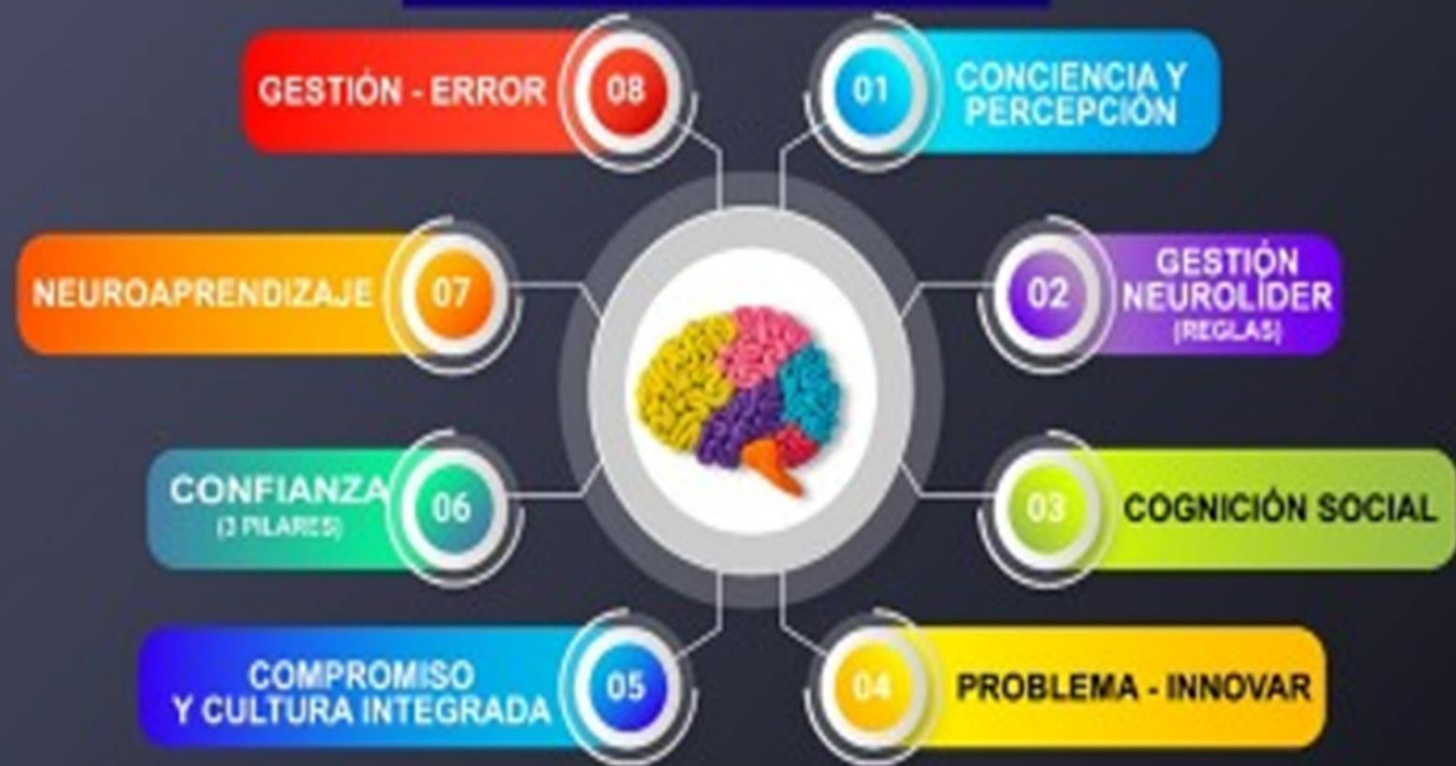 GESTIÓN - ERROR
08
01
CONCIENCIA Y
PERCEPCIÓN
NEUROAPRENDIZAJE
07
02
GESTIÓN
NEUROLÍDER
(REGLAS)
CONFIANZA
(3 PILARES)
06
03
COGNICIÓN SOCIAL
COMPROMISO
Y CULTURA INTEGRADA
05
04
PROBLEMA - INNOVAR